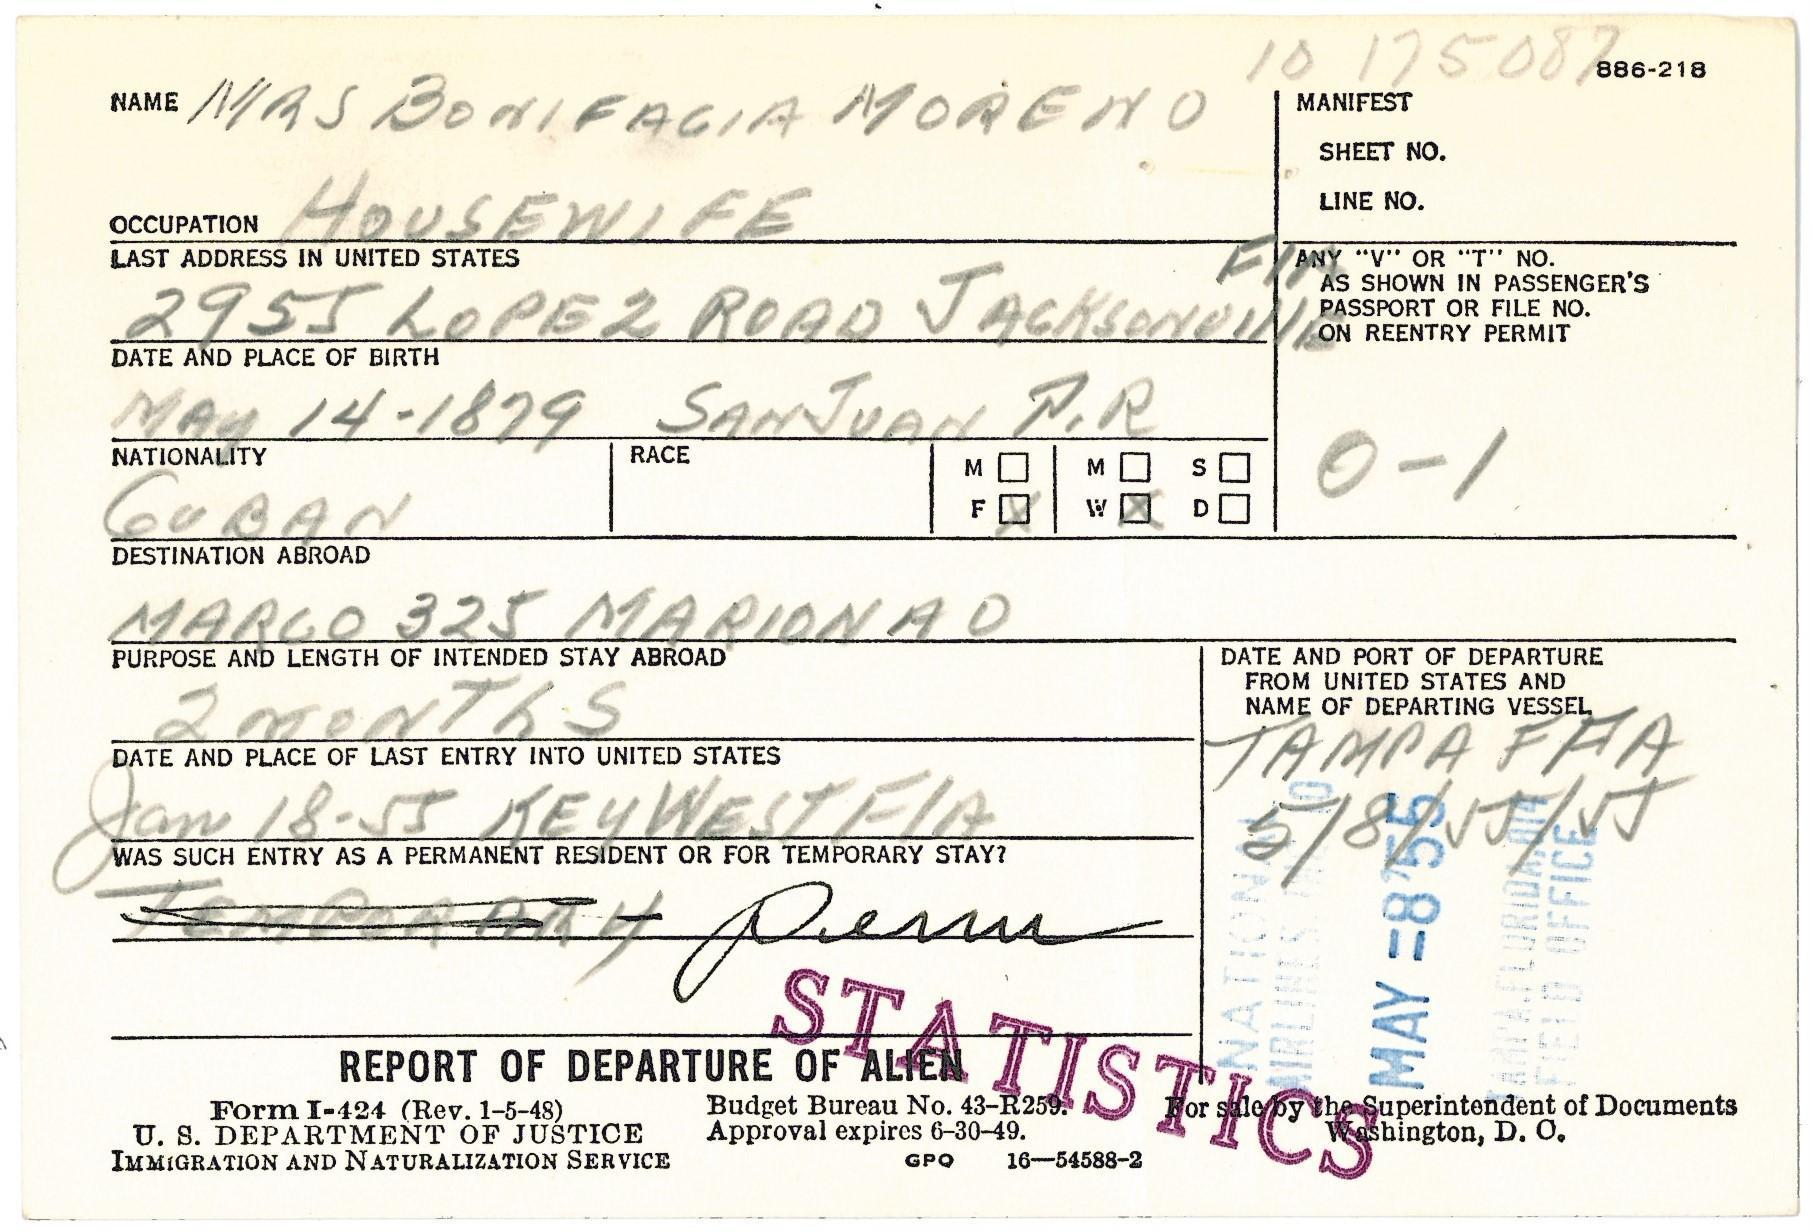 10 175087
886-218
NAME MRS BONIFACIA MORENO
MANIFEST
SHEET NO.
LINE NO.
OCCUPATION HOUSEWIFE
LAST ADDRESS IN UNITED STATES
2955 LOPEZ ROAD JACKSONVIllE FlA
ANY "V" OR "T" NO.
AS SHOWN IN PASSENGER'S
PASSPORT OR FILE NO.
ON REENTRY PERMIT
0-1
DATE AND PLACE OF BIRTH
MAY 14-1879 SAN JUAN P.R
NATIONALITY
CUBAN
RACE
M
F X
M S
W X D
DESTINATION ABROAD
MARCO 325 MARIONAO
PURPOSE AND LENGTH OF INTENDED STAY ABROAD
2 MONThS
DATE AND PORT OF DEPARTURE
FROM UNITED STATES AND
NAME OF DEPARTING VESSEL
TAMPA FlA
5/8/55/55
DATE AND PLACE OF LAST ENTRY INTO UNITED STATES
Jan 18-55 KEY WEST FlA
WAS SUCH ENTRY AS A PERMANENT RESIDENT OR FOR TEMPORARY STAY?
TEMPORARY Perm
NATIONAL
AIRLINES
MAY -8 '55
TAMPA, FLORIDA
FIELD OFFICE
STATISTICS
REPORT OF DEPARTURE OF ALIEN
Form I-424 (Rev. 1-5-48)
U. S. DEPARTMENT OF JUSTICE
IMMIGRATION AND NATURALIZATION SERVICE
Budget Bureau No. 43-R259.
Approval expires 6-30-49.
GPO 16—54588-2
For sale by the Superintendent of Documents
Washington, D. C.